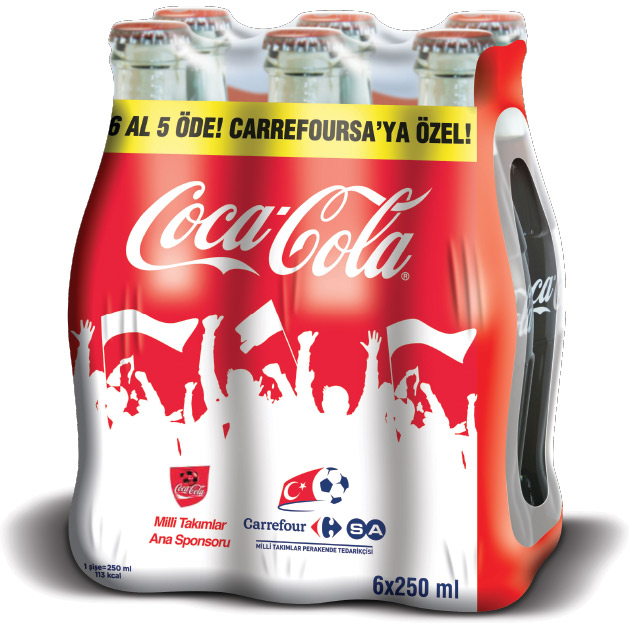 6 AL 5 ÖDE! CARREFOURSA'YA ÖZEL!
Coca-Cola®
Coca-Cola
Milli Takımlar
Ana Sponsoru
Carrefour SA
MİLLİ TAKIMLAR PERAKENDE TEDARİKÇİSİ
1 şişe=250 ml
113 kcal
6x250 ml